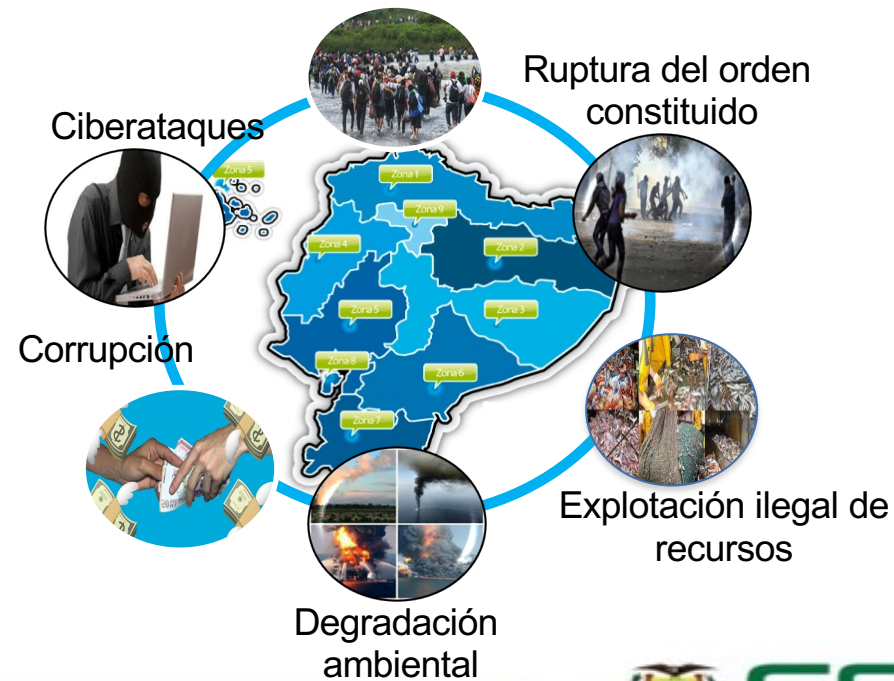 Ruptura del orden
constituido
Ciberataques
Zona 5
Zona 1
Zona 9
Zona 4
Zona 2
Zona 5
Zona 3
Corrupción
Zona 8
Zona 6
Zona 7
Explotación ilegal de
recursos
Degradación
ambiental